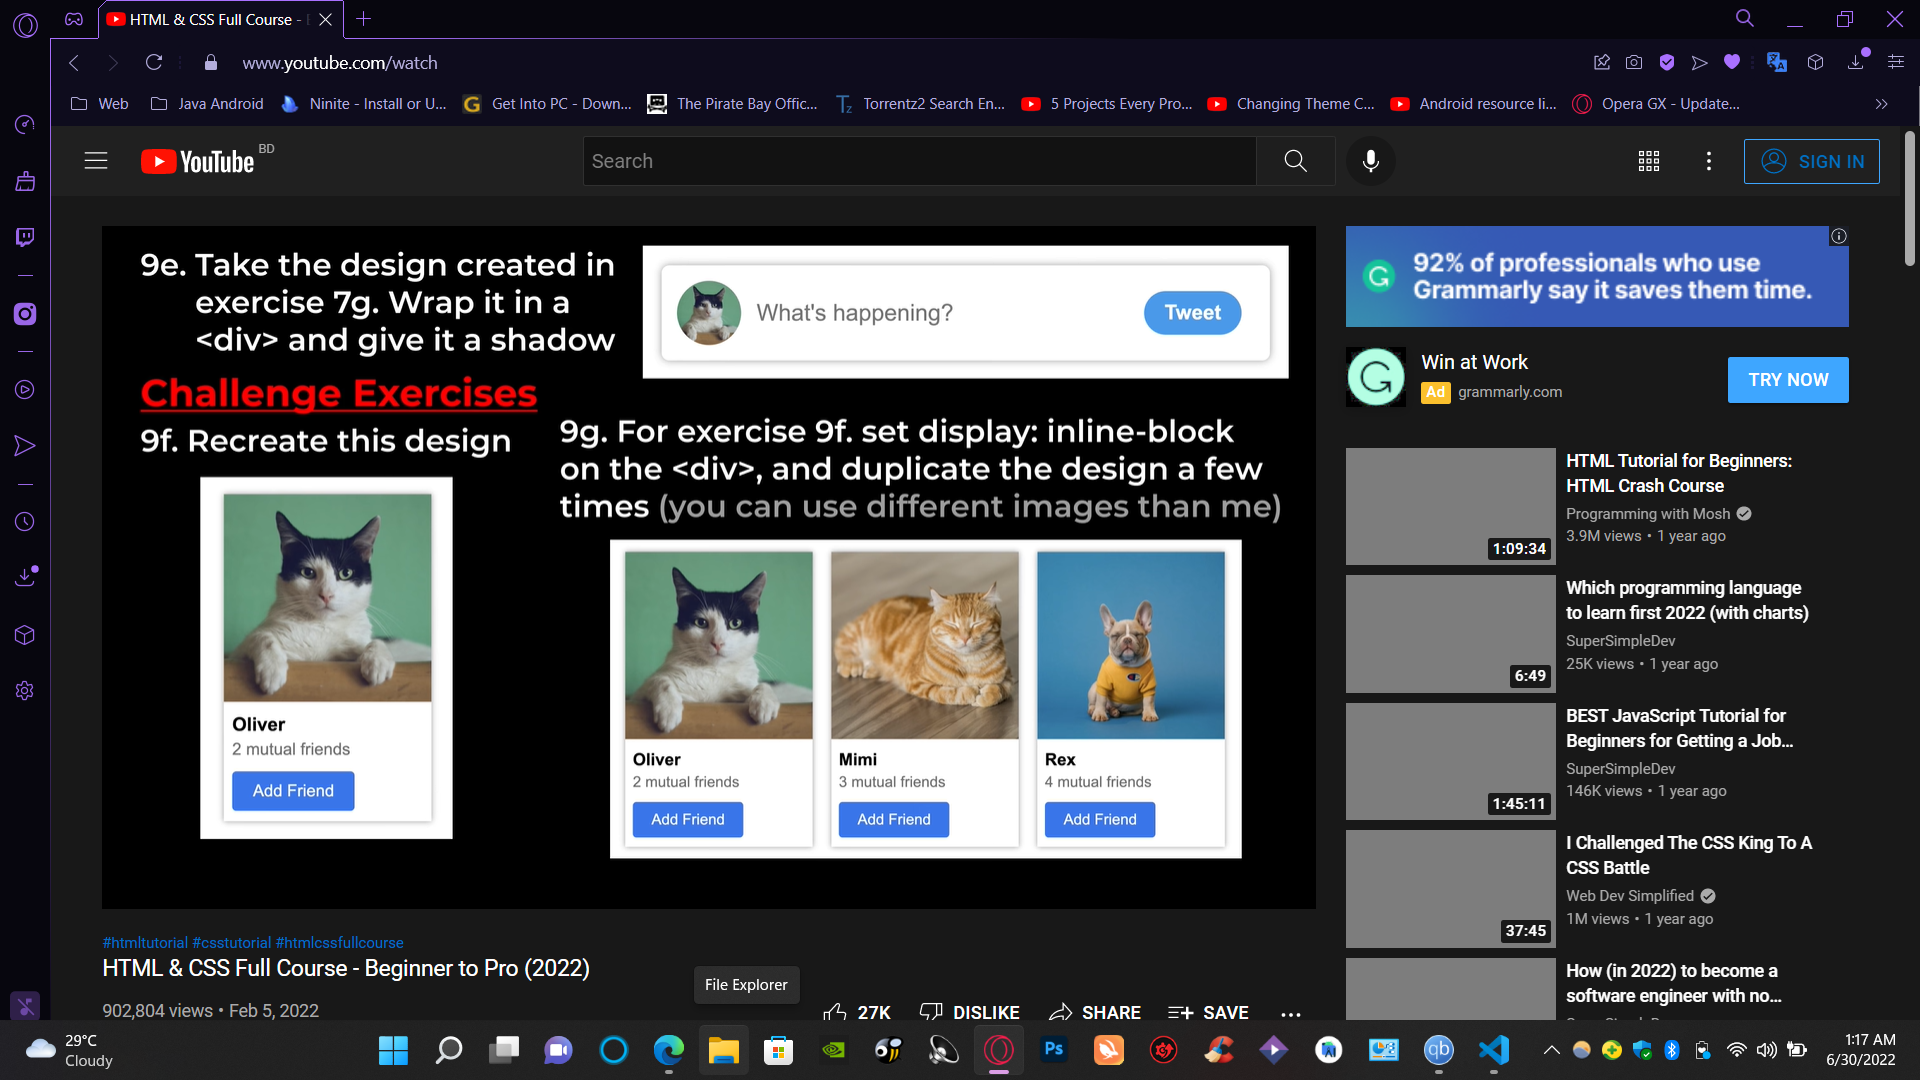 HTML & CSS Full Course -
www.youtube.com/watch
Web
Java Android
Ninite - Install or U...
Get Into PC - Down...
The Pirate Bay Offic...
Torrentz2 Search En...
5 Projects Every Pro...
Changing Theme C...
Android resource li...
Opera GX - Update...
YouTube BD
Search
SIGN IN
9e. Take the design created in
exercise 7g. Wrap it in a
<div> and give it a shadow
What's happening?
Tweet
Challenge Exercises
9f. Recreate this design
Oliver
2 mutual friends
Add Friend
9g. For exercise 9f. set display: inline-block
on the <div>, and duplicate the design a few
times (you can use different images than me)
Oliver
2 mutual friends
Add Friend
Mimi
3 mutual friends
Add Friend
Rex
4 mutual friends
Add Friend
#htmltutorial #csstutorial #htmlcssfullcourse
HTML & CSS Full Course - Beginner to Pro (2022)
902,804 views • Feb 5, 2022
File Explorer
27K
DISLIKE
SHARE
SAVE
92% of professionals who use
Grammarly say it saves them time.
Win at Work
Ad grammarly.com
TRY NOW
1:09:34
HTML Tutorial for Beginners:
HTML Crash Course
Programming with Mosh
3.9M views • 1 year ago
6:49
Which programming language
to learn first 2022 (with charts)
SuperSimpleDev
25K views • 1 year ago
1:45:11
BEST JavaScript Tutorial for
Beginners for Getting a Job...
SuperSimpleDev
146K views • 1 year ago
37:45
I Challenged The CSS King To A
CSS Battle
Web Dev Simplified
1M views • 1 year ago
How (in 2022) to become a
software engineer with no...
29°C
Cloudy
Ps
qb
1:17 AM
6/30/2022